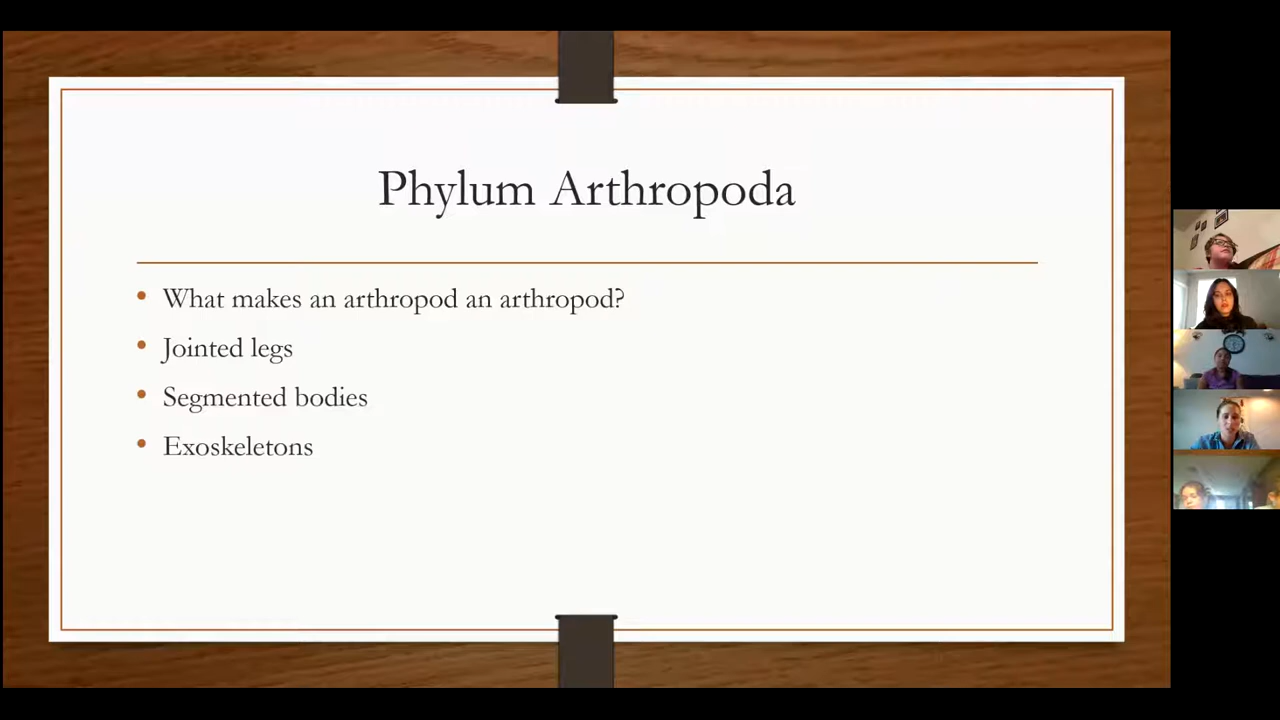 Phylum Arthropoda
• What makes an arthropod an arthropod?
• Jointed legs
• Segmented bodies
• Exoskeletons